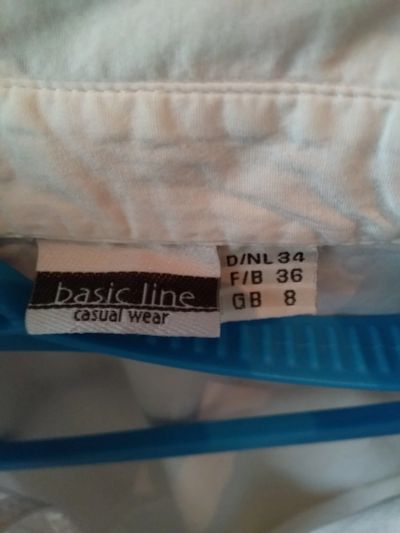 basic line
casual wear
D/NL 34
F/B 36
GB 8